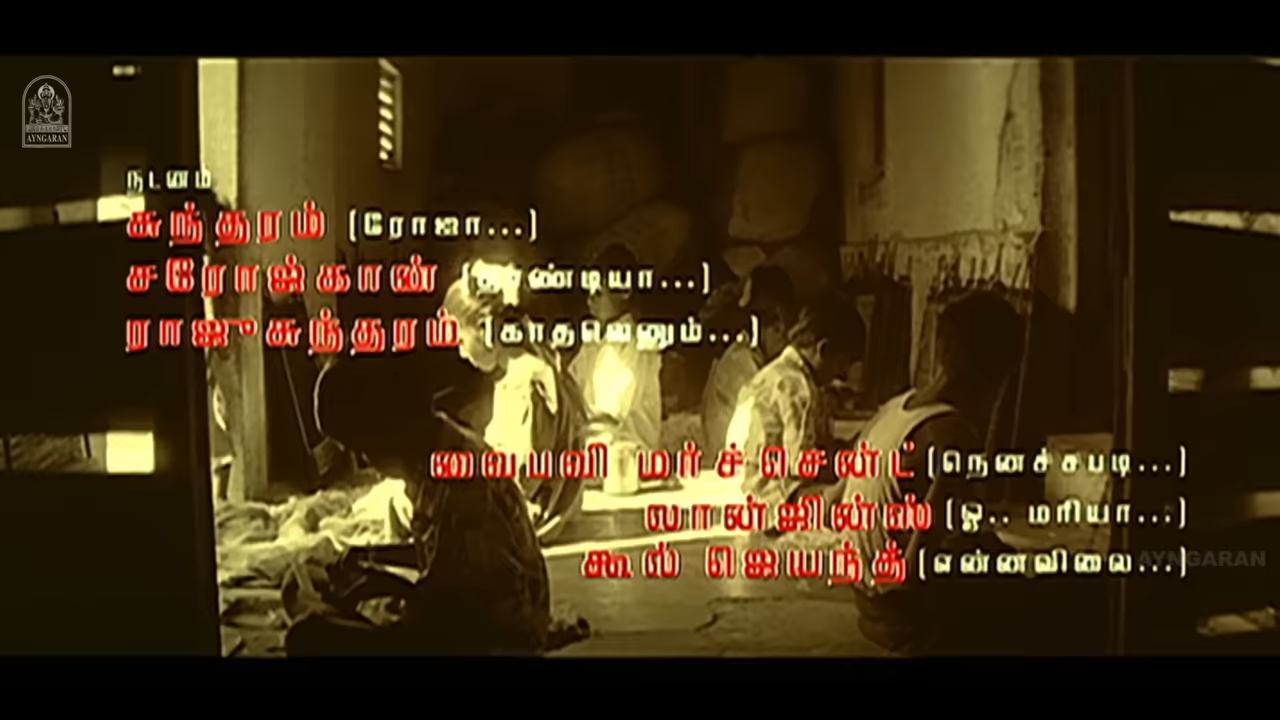 AYNGARAN
நடனம்
சுந்தரம் (ரோஜா...)
சரோஜ்கான் (தாண்டியா...)
ராஜுசுந்தரம் (காதலெனும்...)
வைபவி மர்ச்சென்ட் (நெனச்சபடி...)
லான்ஜின்ஸ் (ஓ.. மரியா...)
கூல் ஜெயந்த் (என்னவிலை...)
AYNGARAN